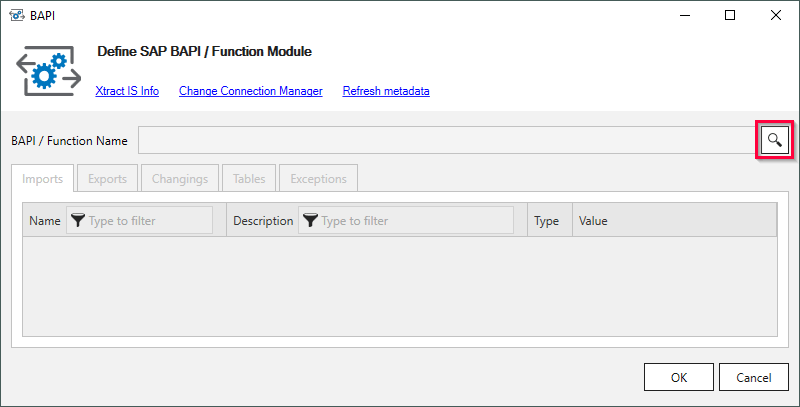 BAPI
Define SAP BAPI / Function Module
Xtract IS Info Change Connection Manager Refresh metadata
BAPI / Function Name
Imports Exports Changings Tables Exceptions
Name Type to filter Description Type to filter Type Value
OK Cancel